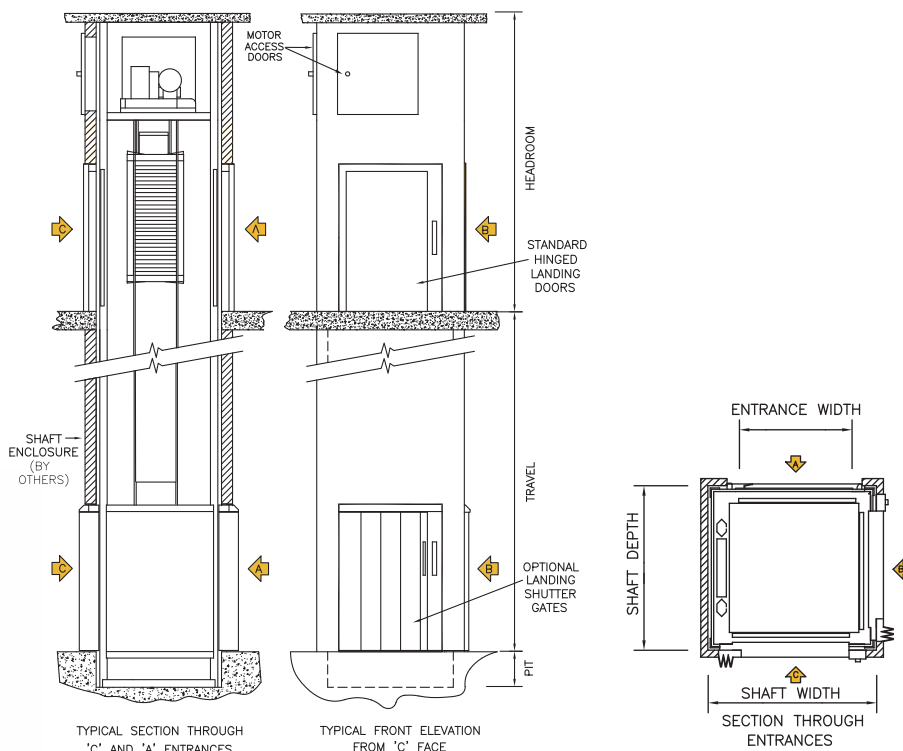 MOTOR
ACCESS
DOORS
HEADROOM
C
A
B
STANDARD
HINGED
LANDING
DOORS
SHAFT
ENCLOSURE
(BY
OTHERS)
TRAVEL
C
A
B
OPTIONAL
LANDING
SHUTTER
GATES
PIT
TYPICAL SECTION THROUGH
'C' AND 'A' ENTRANCES
TYPICAL FRONT ELEVATION
FROM 'C' FACE
ENTRANCE WIDTH
A
SHAFT DEPTH
B
C
SHAFT WIDTH
SECTION THROUGH
ENTRANCES